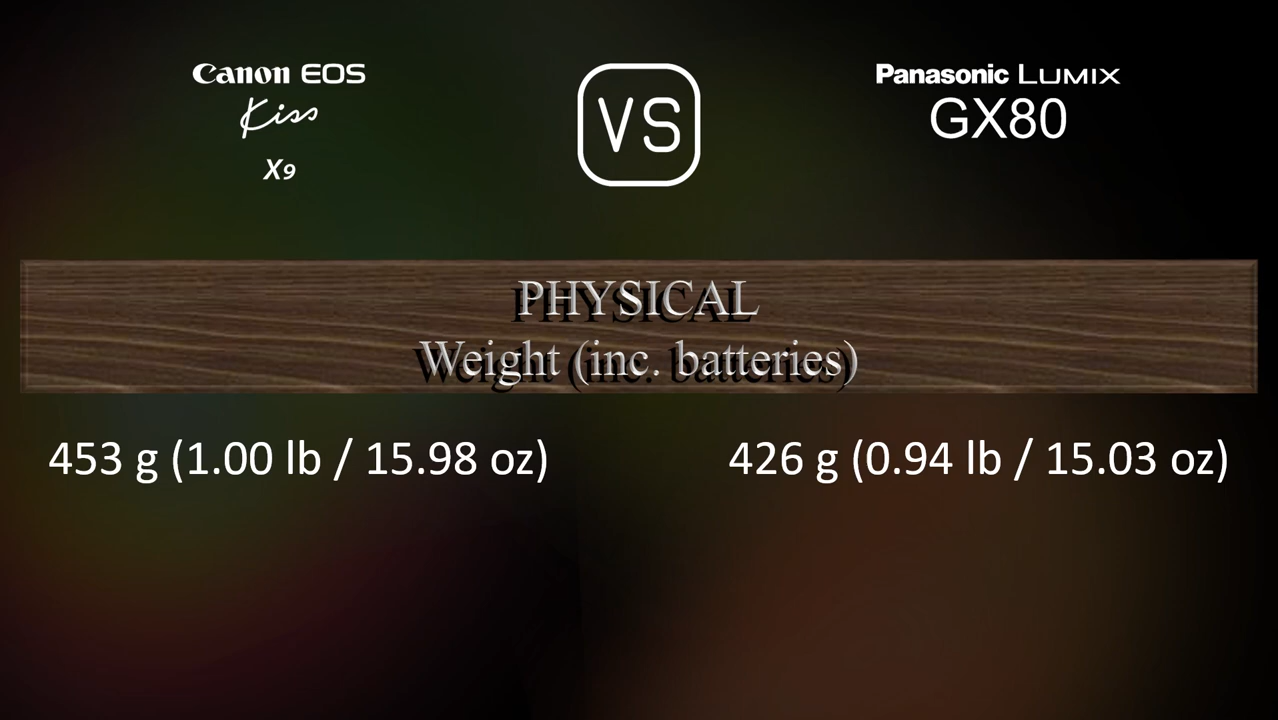 Canon EOS
Kiss
X9
VS
Panasonic LUMIX
GX80
PHYSICAL
Weight (inc. batteries)
453 g (1.00 lb / 15.98 oz)
426 g (0.94 lb / 15.03 oz)